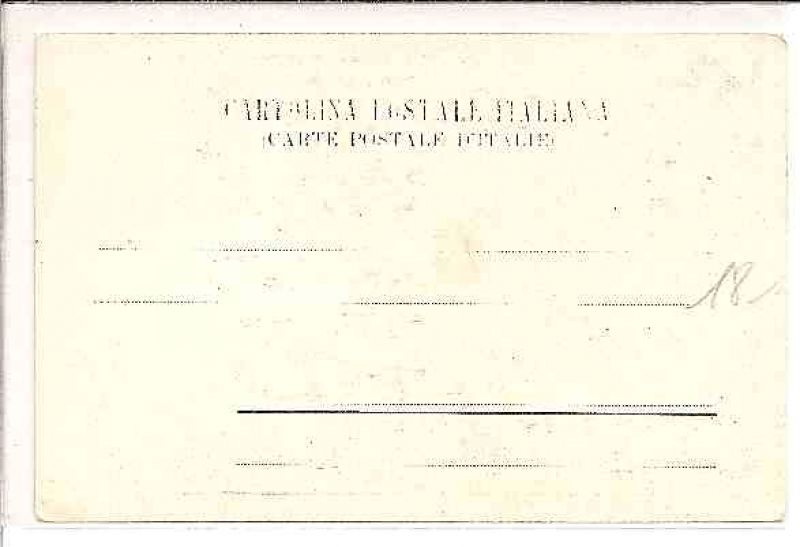 CARTOLINA POSTALE ITALIANA
(CARTE POSTALE D'ITALIE)
18